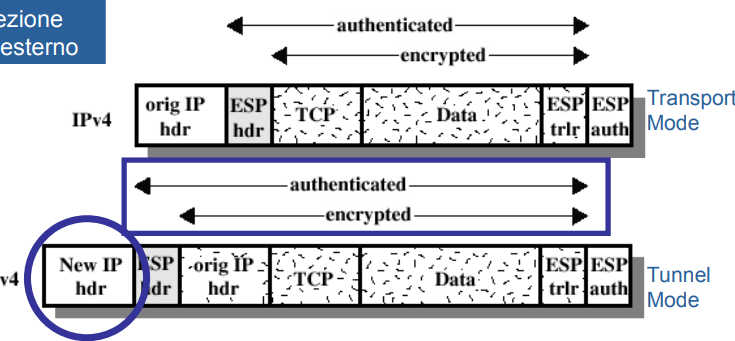 ezione
esterno
authenticated
encrypted
IPv4
orig IP hdr
ESP hdr
TCP
Data
ESP trlr
ESP auth
Transport
Mode
authenticated
encrypted
v4
New IP hdr
ESP hdr
orig IP hdr
TCP
Data
ESP trlr
ESP auth
Tunnel
Mode